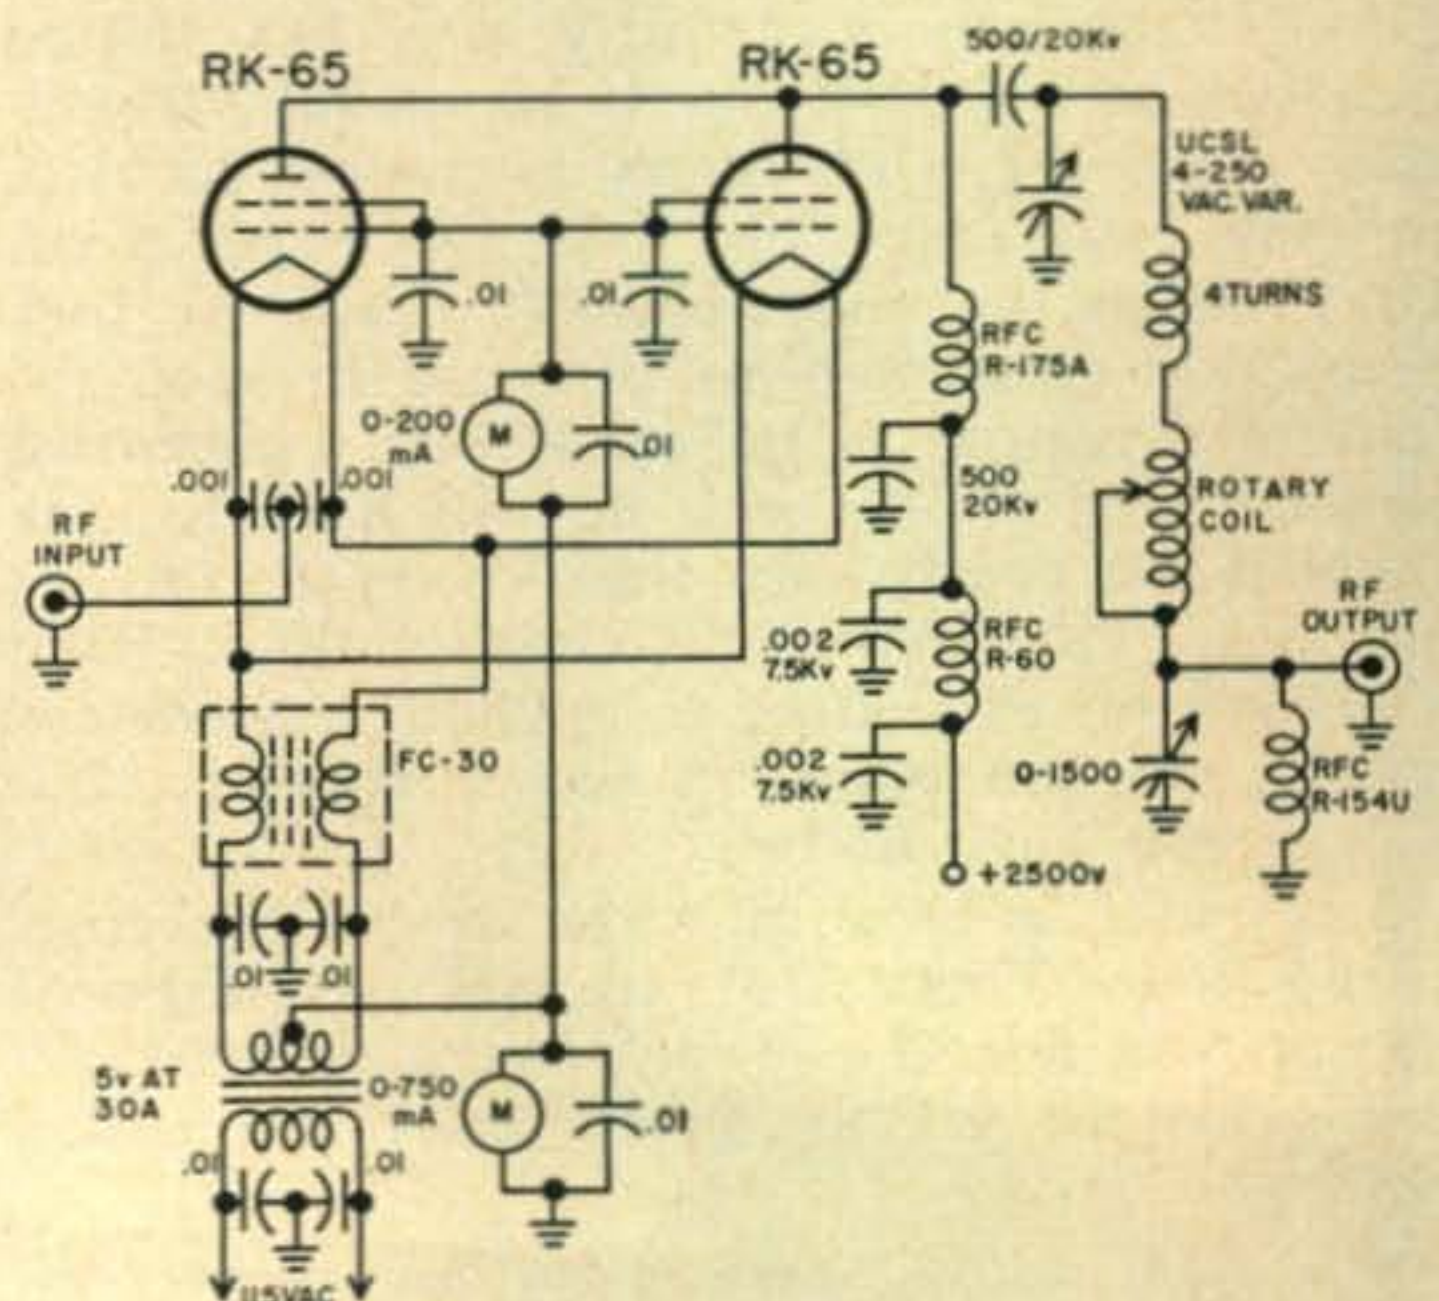 RK-65
RK-65
500/20Kv
UCSL
4-250
VAC. VAR.
4 TURNS
.01
.01
RFC
R-175A
0-200
mA
M
.01
.001
.001
500
20Kv
ROTARY
COIL
RF
INPUT
RF
OUTPUT
.002
7.5Kv
RFC
R-60
FC-30
.002
7.5Kv
0-1500
RFC
R-154U
+2500v
.01
.01
5v AT
30A
0-750
mA
M
.01
.01
.01
115VAC